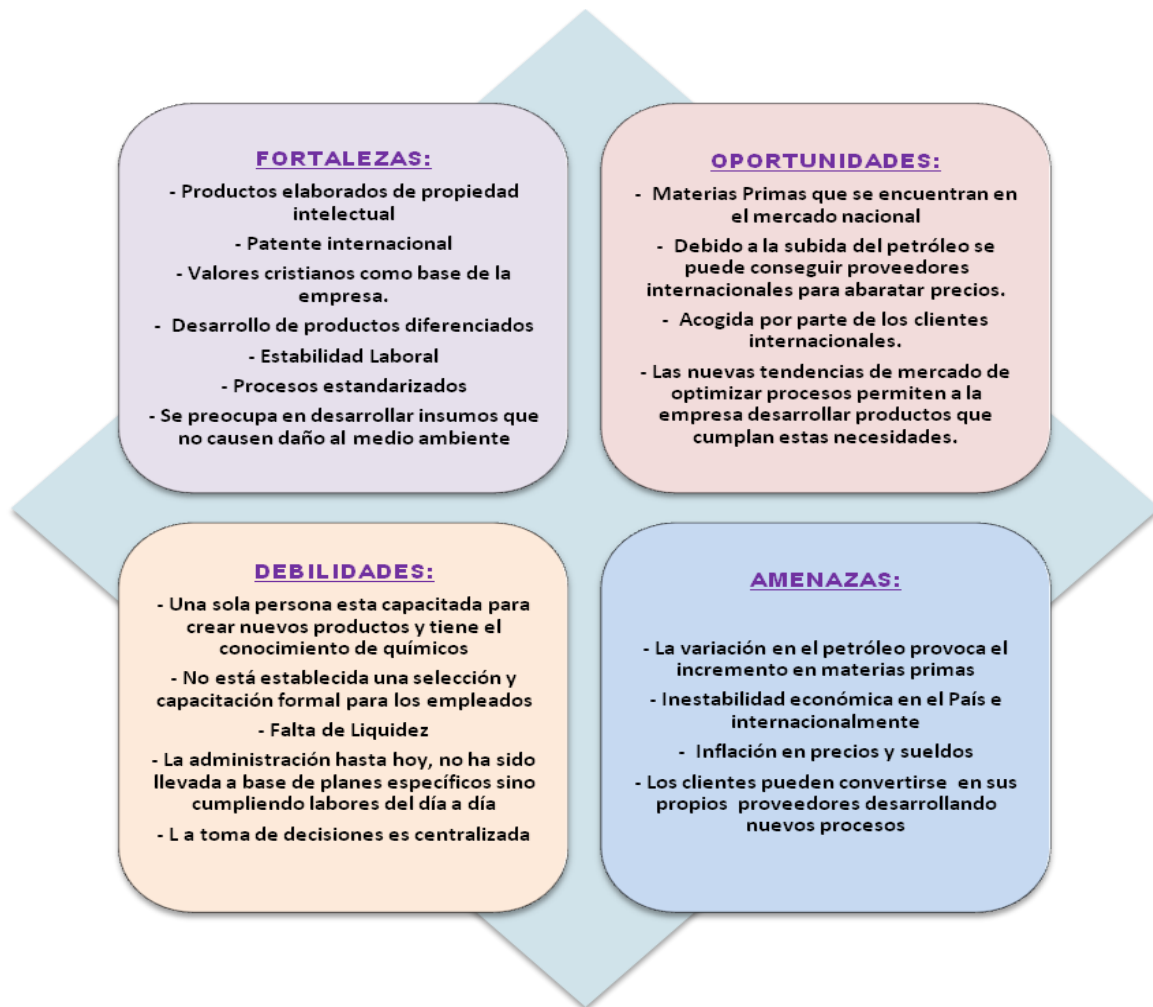 FORTALEZAS:
- Productos elaborados de propiedad
intelectual
- Patente internacional
- Valores cristianos como base de la
empresa.
- Desarrollo de productos diferenciados
- Estabilidad Laboral
- Procesos estandarizados
- Se preocupa en desarrollar insumos que
no causen daño al medio ambiente
OPORTUNIDADES:
- Materias Primas que se encuentran en
el mercado nacional
- Debido a la subida del petróleo se
puede conseguir proveedores
internacionales para abaratar precios.
- Acogida por parte de los clientes
internacionales.
- Las nuevas tendencias de mercado de
optimizar procesos permiten a la
empresa desarrollar productos que
cumplan estas necesidades.
DEBILIDADES:
- Una sola persona esta capacitada para
crear nuevos productos y tiene el
conocimiento de químicos
- No está establecida una selección y
capacitación formal para los empleados
- Falta de Liquidez
- La administración hasta hoy, no ha sido
llevada a base de planes específicos sino
cumpliendo labores del día a día
- L a toma de decisiones es centralizada
AMENAZAS:
- La variación en el petróleo provoca el
incremento en materias primas
- Inestabilidad económica en el País e
internacionalmente
- Inflación en precios y sueldos
- Los clientes pueden convertirse en sus
propios proveedores desarrollando
nuevos procesos